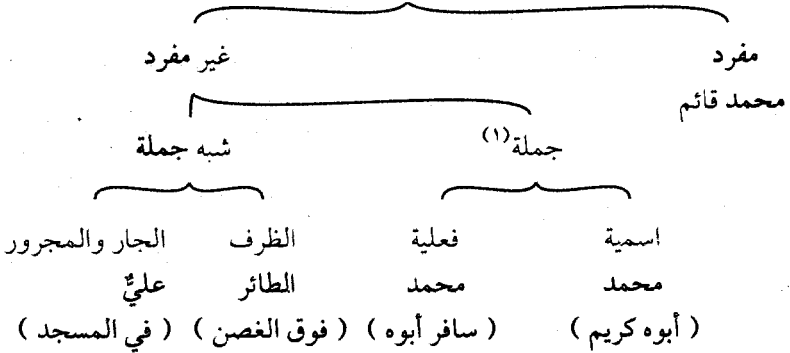 مفرد غير مفرد
محمد قائم
جملة(١) شبه جملة
اسمية فعلية الظرف الجار والمجرور
محمد محمد الطائر عليٌّ
( أبوه كريم ) ( سافر أبوه ) ( فوق الغصن ) ( في المسجد )